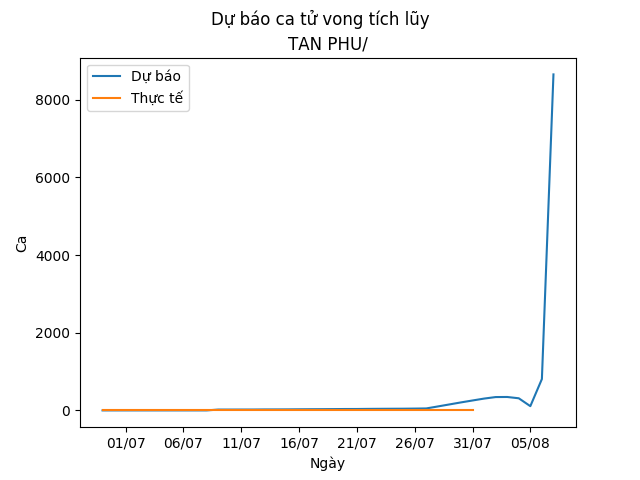 Dự báo ca tử vong tích lũy
TAN PHU/
Dự báo
Thực tế
8000
6000
4000
2000
0
Ca
01/07 06/07 11/07 16/07 21/07 26/07 31/07 05/08
Ngày